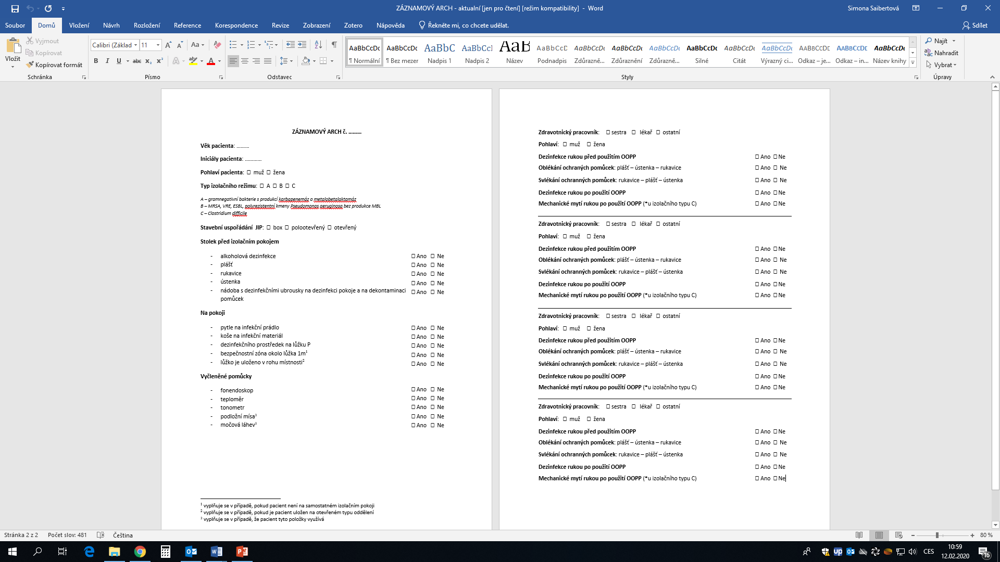 ZÁZNAMOVÝ ARCH - aktualní [jen pro čtení] [režim kompatibility] - Word
Simona Saibertová
Soubor Domů Vložení Návrh Rozložení Reference Korespondence Revize Zobrazení Zotero Nápověda Řekněte mi, co chcete udělat. Sdílet
Vložit
Vyjmout
Kopírovat
Kopírovat formát
Schránka
Calibri (Základ 11
Písmo
Odstavec
AaBbCcDc AaBbCcDc AaBbC AaBbCcI AaB AaBbCcD AaBbCcDc AaBbCcDc AaBbCcDc AaBbCcDc AaBbCcDc AaBbCcDc AABBCCDE AABBCCDE AaBbCcDc
¶ Normální ¶ Bez mezer Nadpis 1 Nadpis 2 Název Podnadpis Zdůrazně... Zdůraznění Zdůrazně... Silné Citát Výrazný ci... Odkaz – je... Odkaz – in... Název knihy
Styly
Najít
Nahradit
Vybrat
Úpravy
ZÁZNAMOVÝ ARCH č. .........
Věk pacienta: .........
Iniciály pacienta: ............
Pohlaví pacienta: ☐ muž ☐ žena
Typ izolačního režimu: ☐ A ☐ B ☐ C
A – gramnegativní bakterie s produkcí karbapenemáz a metalobetalaktamáz
B – MRSA, VRE, ESBL, polyrezistentní kmeny Pseudomonas aeruginosa bez produkce MBL
C – Clostridium difficile
Stavební uspořádání JIP: ☐ box ☐ polootevřený ☐ otevřený
Stolek před izolačním pokojem
- alkoholová dezinfekce ☐ Ano ☐ Ne
- plášť ☐ Ano ☐ Ne
- rukavice ☐ Ano ☐ Ne
- ústenka ☐ Ano ☐ Ne
- nádoba s dezinfekčními ubrousky na dezinfekci pokoje a na dekontaminaci ☐ Ano ☐ Ne
pomůcek
Na pokoji
- pytle na infekční prádlo ☐ Ano ☐ Ne
- koše na infekční materiál ☐ Ano ☐ Ne
- dezinfekčního prostředek na lůžku P ☐ Ano ☐ Ne
- bezpečnostní zóna okolo lůžka 1m¹ ☐ Ano ☐ Ne
- lůžko je uloženo v rohu místnosti² ☐ Ano ☐ Ne
Vyčleněné pomůcky
- fonendoskop ☐ Ano ☐ Ne
- teploměr ☐ Ano ☐ Ne
- tonometr ☐ Ano ☐ Ne
- podložní mísa³ ☐ Ano ☐ Ne
- močová láhev³ ☐ Ano ☐ Ne
¹ vyplňuje se v případě, pokud pacient není na samostatném izolačním pokoji
² vyplňuje se v případě, pokud je pacient uložen na otevřeném typu oddělení
³ vyplňuje se v případě, že pacient tyto položky využívá
Zdravotnický pracovník: ☐ sestra ☐ lékař ☐ ostatní
Pohlaví: ☐ muž ☐ žena
Dezinfekce rukou před použitím OOPP ☐ Ano ☐ Ne
Oblékání ochraných pomůcek: plášť – ústenka – rukavice ☐ Ano ☐ Ne
Svlékání ochraných pomůcek: rukavice – plášť – ústenka ☐ Ano ☐ Ne
Dezinfekce rukou po použití OOPP ☐ Ano ☐ Ne
Mechanické mytí rukou po použití OOPP (*u izolačního typu C) ☐ Ano ☐ Ne
Zdravotnický pracovník: ☐ sestra ☐ lékař ☐ ostatní
Pohlaví: ☐ muž ☐ žena
Dezinfekce rukou před použitím OOPP ☐ Ano ☐ Ne
Oblékání ochraných pomůcek: plášť – ústenka – rukavice ☐ Ano ☐ Ne
Svlékání ochranných pomůcek: rukavice – plášť – ústenka ☐ Ano ☐ Ne
Dezinfekce rukou po použití OOPP ☐ Ano ☐ Ne
Mechanické mytí rukou po použití OOPP (*u izolačního typu C) ☐ Ano ☐ Ne
Zdravotnický pracovník: ☐ sestra ☐ lékař ☐ ostatní
Pohlaví: ☐ muž ☐ žena
Dezinfekce rukou před použitím OOPP ☐ Ano ☐ Ne
Oblékání ochraných pomůcek: plášť – ústenka – rukavice ☐ Ano ☐ Ne
Svlékání ochranných pomůcek: rukavice – plášť – ústenka ☐ Ano ☐ Ne
Dezinfekce rukou po použití OOPP ☐ Ano ☐ Ne
Mechanické mytí rukou po použití OOPP (*u izolačního typu C) ☐ Ano ☐ Ne
Zdravotnický pracovník: ☐ sestra ☐ lékař ☐ ostatní
Pohlaví: ☐ muž ☐ žena
Dezinfekce rukou před použitím OOPP ☐ Ano ☐ Ne
Oblékání ochraných pomůcek: plášť – ústenka – rukavice ☐ Ano ☐ Ne
Svlékání ochranných pomůcek: rukavice – plášť – ústenka ☐ Ano ☐ Ne
Dezinfekce rukou po použití OOPP ☐ Ano ☐ Ne
Mechanické mytí rukou po použití OOPP (*u izolačního typu C) ☐ Ano ☐ Ne
Stránka 2 z 2 Počet slov: 481 Čeština 80 %
CES
10:59
12.02.2020
16